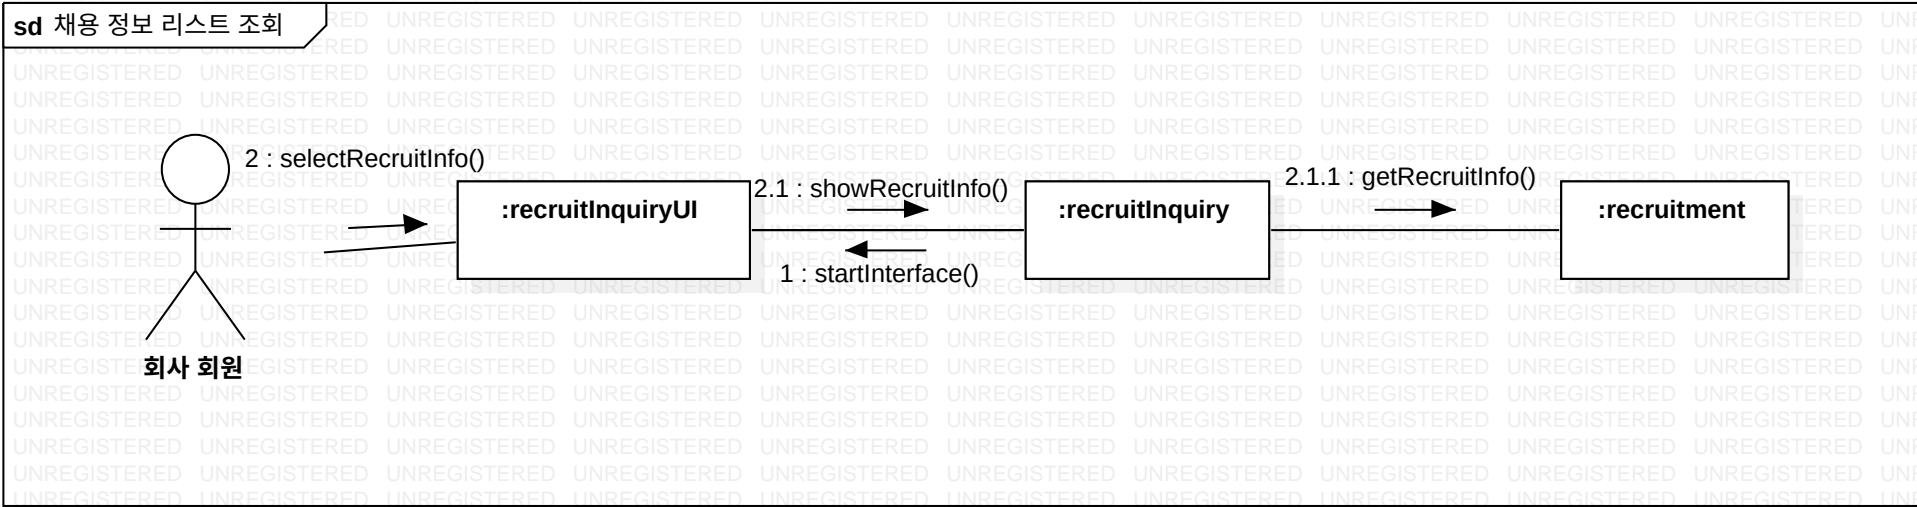 sd 채용 정보 리스트 조회
2 : selectRecruitInfo()
:recruitInquiryUI
2.1 : showRecruitInfo()
1 : startInterface()
:recruitInquiry
2.1.1 : getRecruitInfo()
:recruitment
회사 회원
UNREGISTERED